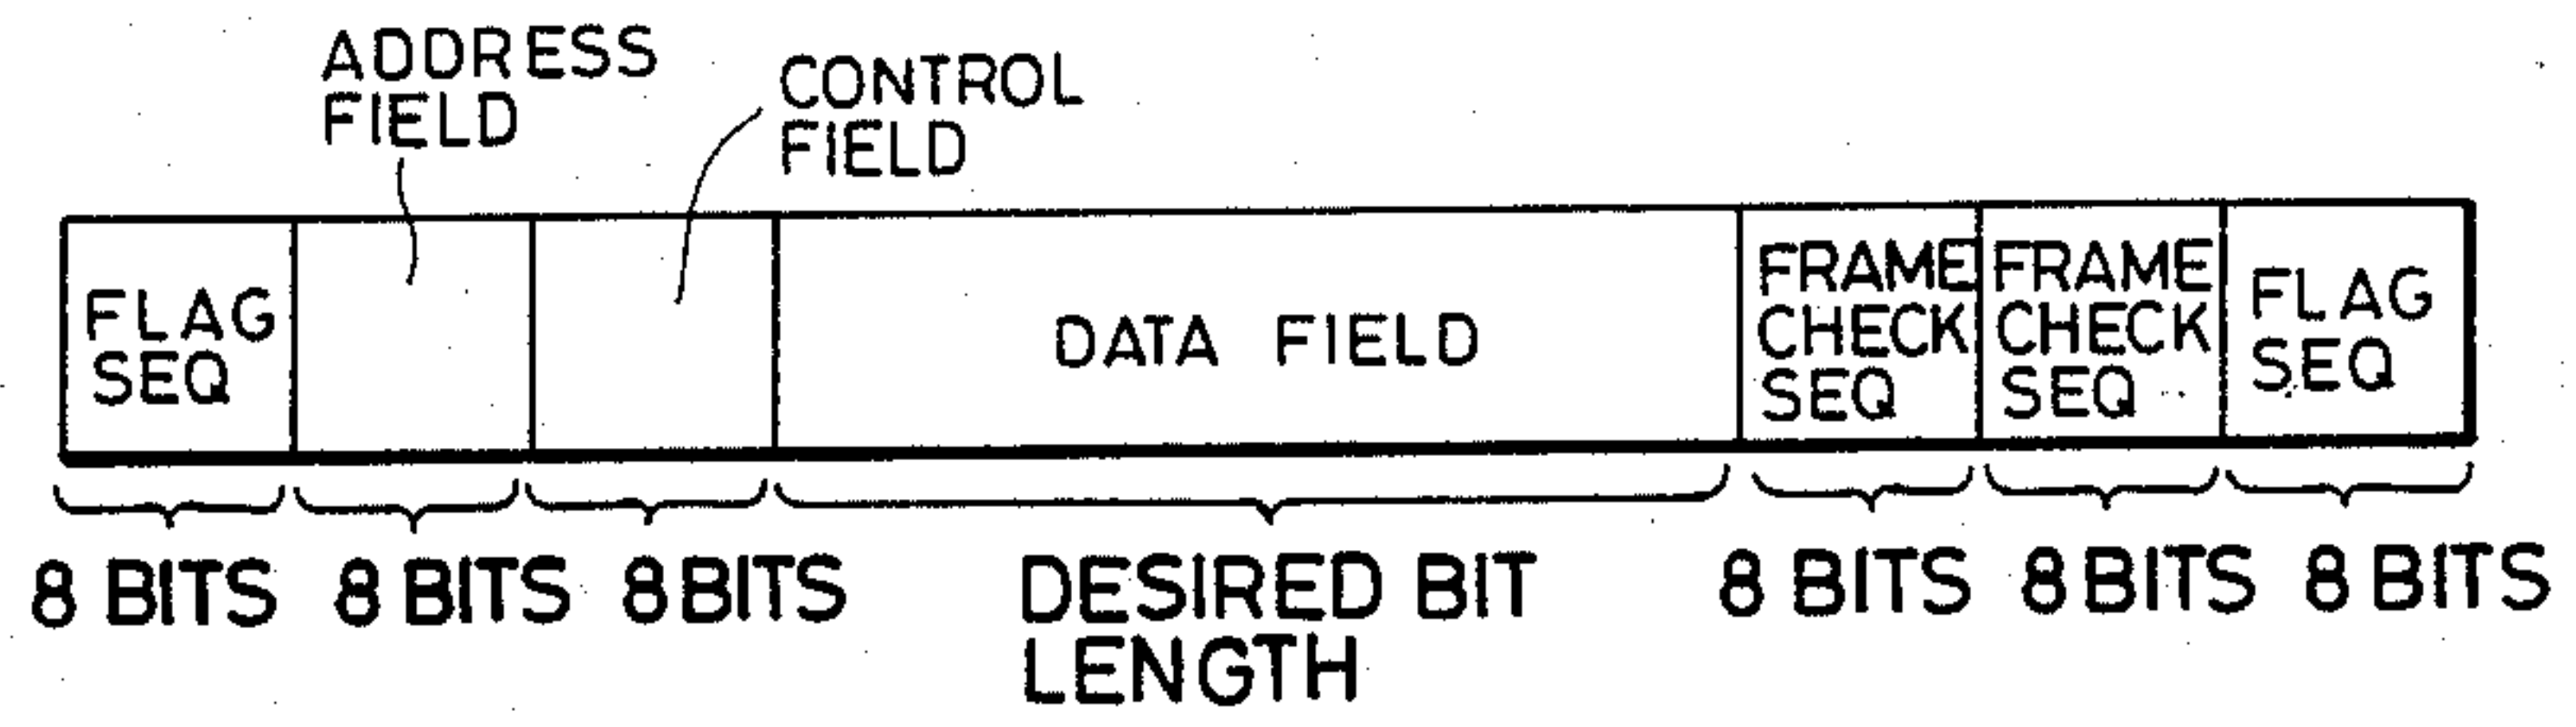 ADDRESS
FIELD
CONTROL
FIELD
FLAG
SEQ
DATA FIELD
FRAME
CHECK
SEQ
FRAME
CHECK
SEQ
FLAG
SEQ
8 BITS
8 BITS
8 BITS
DESIRED BIT
LENGTH
8 BITS
8 BITS
8 BITS